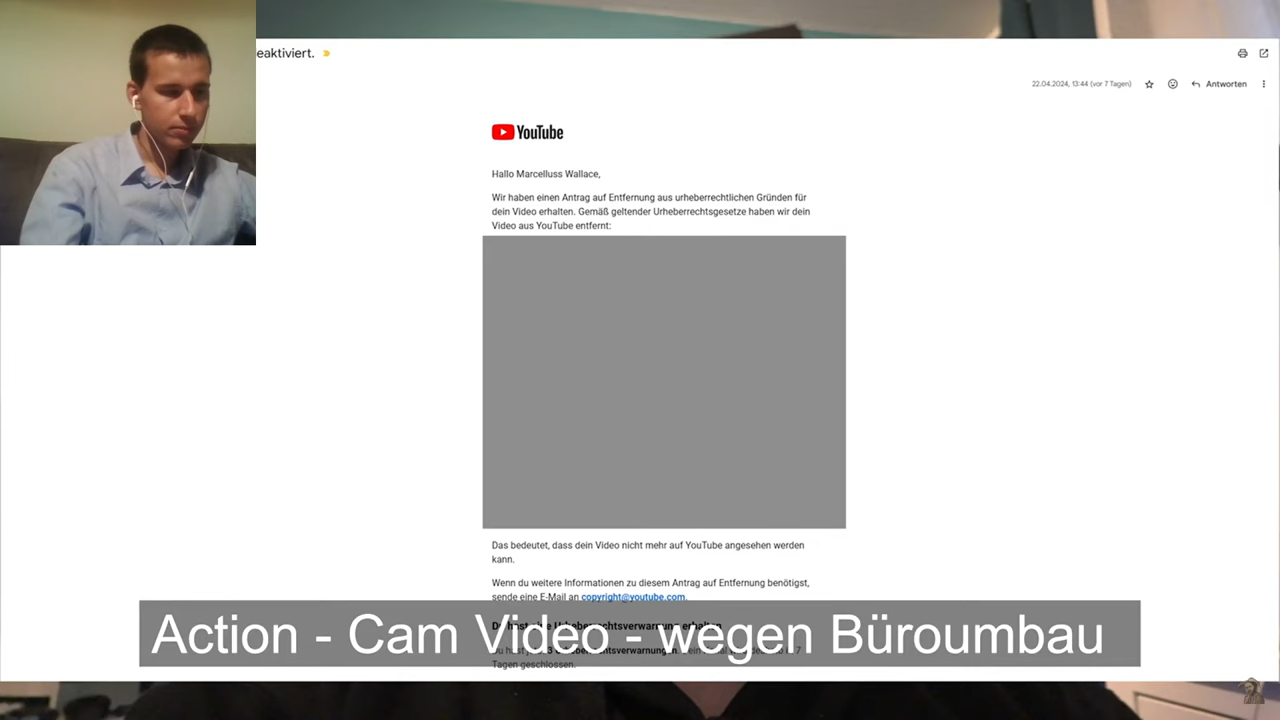 eaktiviert.
22.04.2024, 13:44 (vor 7 Tagen)
Antworten
YouTube
Hallo Marcelluss Wallace,
Wir haben einen Antrag auf Entfernung aus urheberrechtlichen Gründen für
dein Video erhalten. Gemäß geltender Urheberrechtsgesetze haben wir dein
Video aus YouTube entfernt:
Das bedeutet, dass dein Video nicht mehr auf YouTube angesehen werden
kann.
Wenn du weitere Informationen zu diesem Antrag auf Entfernung benötigst,
sende eine E-Mail an copyright@youtube.com.
Action - Cam Video - wegen Büroumbau
Tagen geschlossen.